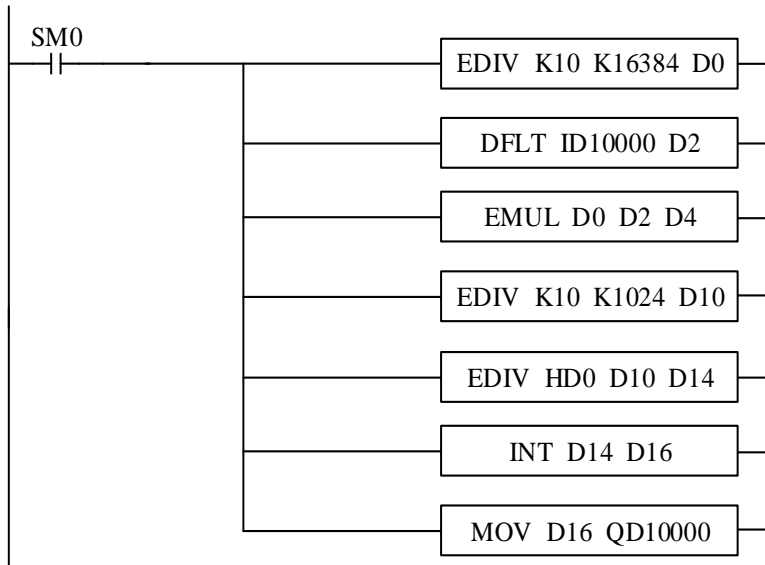 SM0
EDIV K10 K16384 D0
DFLT ID10000 D2
EMUL D0 D2 D4
EDIV K10 K1024 D10
EDIV HD0 D10 D14
INT D14 D16
MOV D16 QD10000